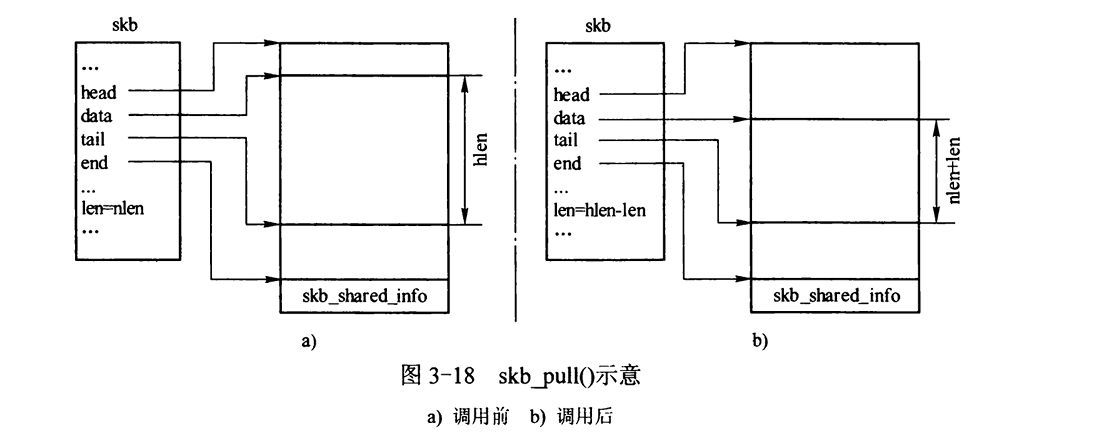 skb
...
head
data
tail
end
...
len=nlen
...
hlen
skb_shared_info
a)
skb
...
head
data
tail
end
...
len=hlen-len
...
nlen+len
skb_shared_info
b)
图 3-18 skb_pull()示意
a) 调用前 b) 调用后